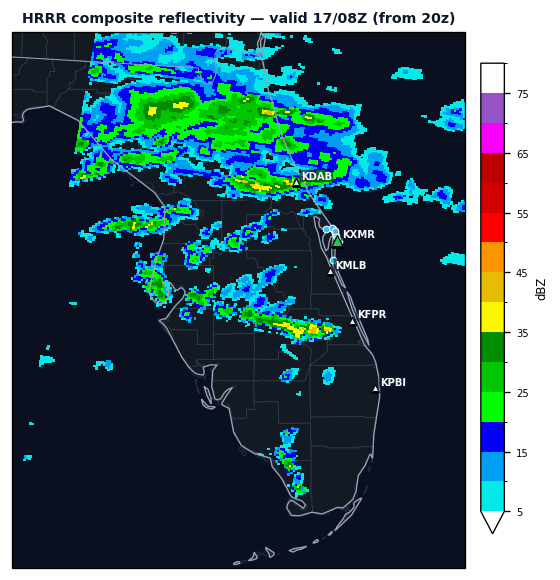 HRRR composite reflectivity — valid 17/08Z (from 20z)
KDAB
KXMR
KMLB
KFPR
KPBI
75
65
55
45
35
25
15
5
dBZ